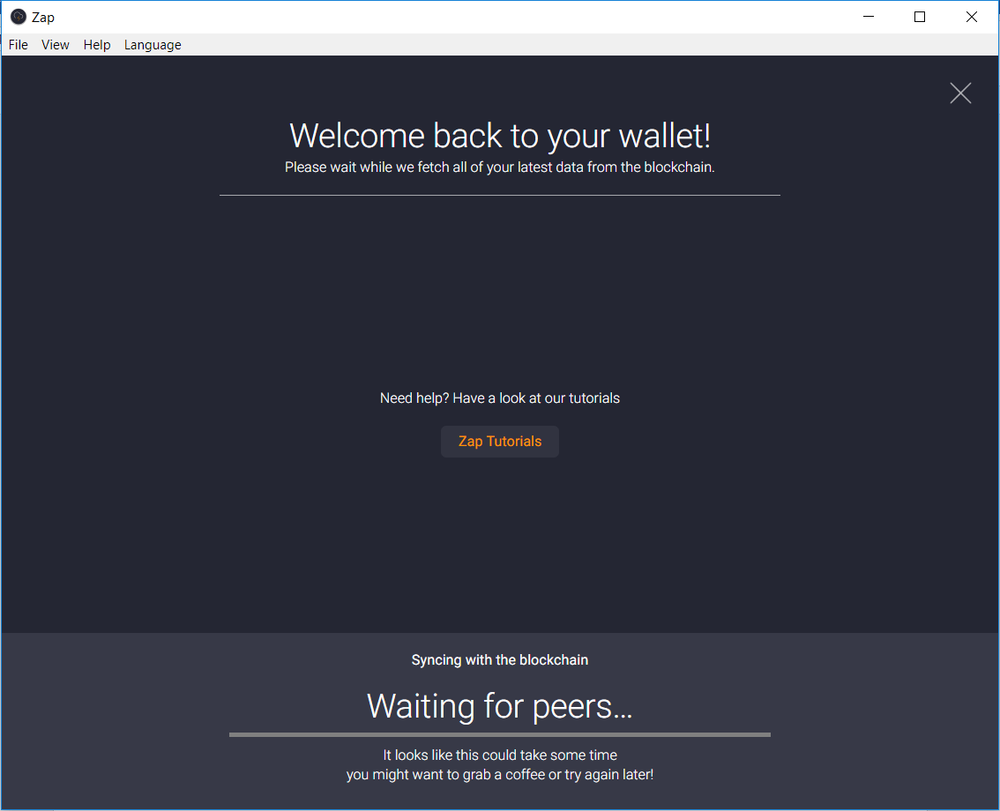 Zap
File View Help Language
Welcome back to your wallet!
Please wait while we fetch all of your latest data from the blockchain.
Need help? Have a look at our tutorials
Zap Tutorials
Syncing with the blockchain
Waiting for peers...
It looks like this could take some time
you might want to grab a coffee or try again later!